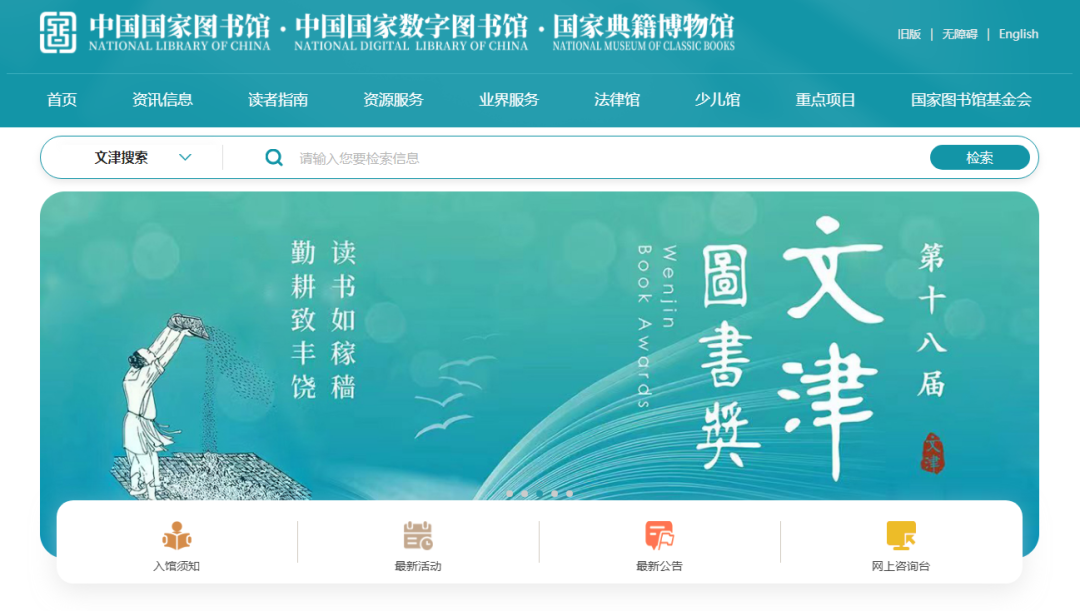 中国国家图书馆 · 中国国家数字图书馆 · 国家典籍博物馆
NATIONAL LIBRARY OF CHINA NATIONAL DIGITAL LIBRARY OF CHINA NATIONAL MUSEUM OF CLASSIC BOOKS
旧版 | 无障碍 | English
首页 资讯信息 读者指南 资源服务 业界服务 法律馆 少儿馆 重点项目 国家图书馆基金会
文津搜索 请输入您要检索信息 检索
第十八届
文津
圖書獎
Wenjin
Book Awards
文津
读书如稼穑
勤耕致丰饶
入馆须知 最新活动 最新公告 网上咨询台